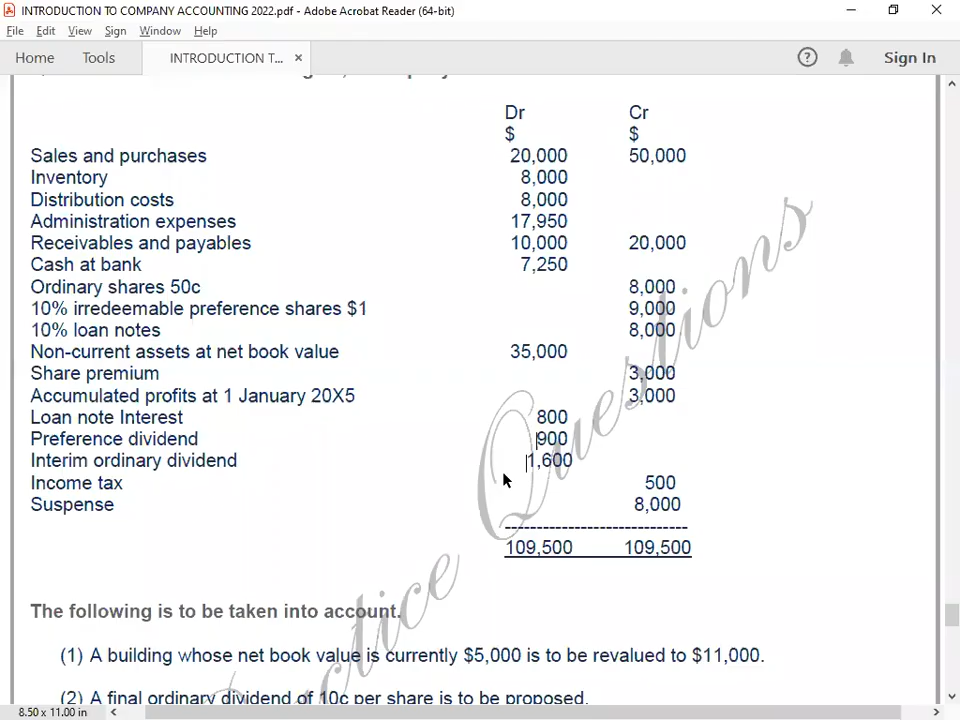 INTRODUCTION TO COMPANY ACCOUNTING 2022.pdf - Adobe Acrobat Reader (64-bit)
File Edit View Sign Window Help
Home Tools INTRODUCTION T... × Sign In
Dr Cr
$ $
Sales and purchases 20,000 50,000
Inventory 8,000
Distribution costs 8,000
Administration expenses 17,950
Receivables and payables 10,000 20,000
Cash at bank 7,250
Ordinary shares 50c 8,000
10% irredeemable preference shares $1 9,000
10% loan notes 8,000
Non-current assets at net book value 35,000
Share premium 3,000
Accumulated profits at 1 January 20X5 3,000
Loan note Interest 800
Preference dividend 900
Interim ordinary dividend 1,600
Income tax 500
Suspense 8,000
109,500 109,500
The following is to be taken into account.
(1) A building whose net book value is currently $5,000 is to be revalued to $11,000.
(2) A final ordinary dividend of 10c per share is to be proposed.
8.50 x 11.00 in
Questions